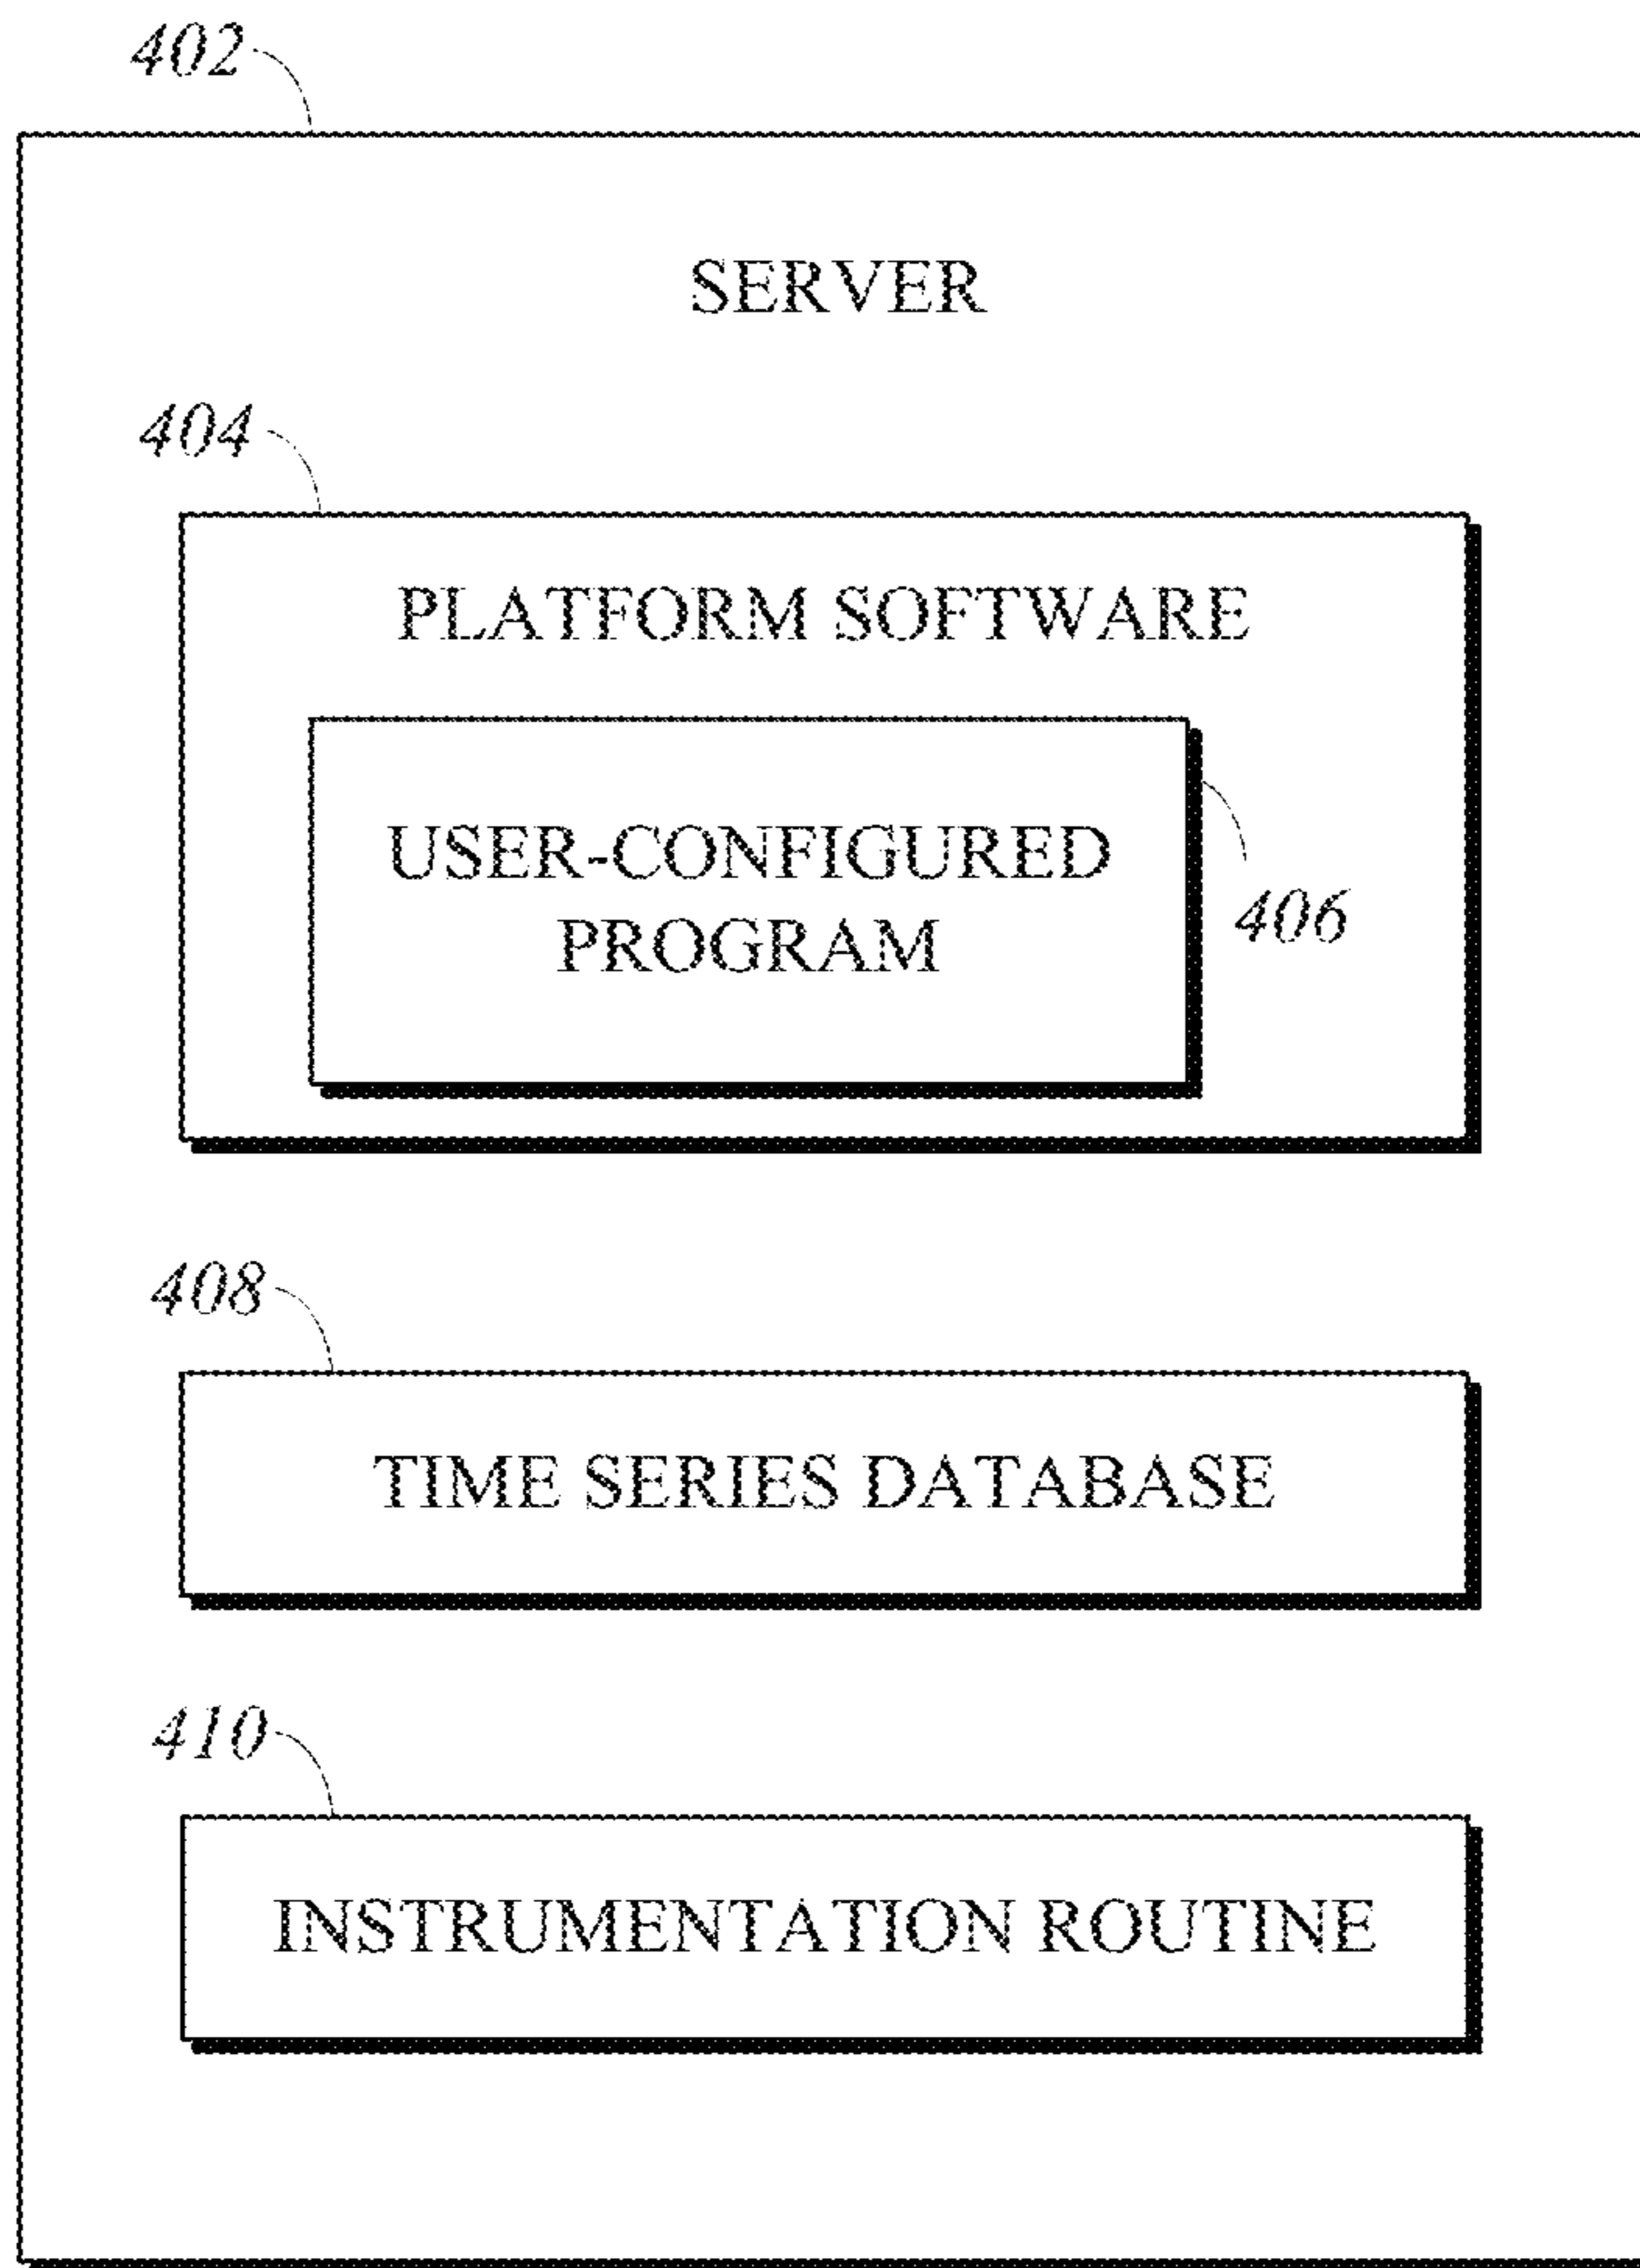 402
SERVER
404
PLATFORM SOFTWARE
USER-CONFIGURED
PROGRAM
406
408
TIME SERIES DATABASE
410
INSTRUMENTATION ROUTINE